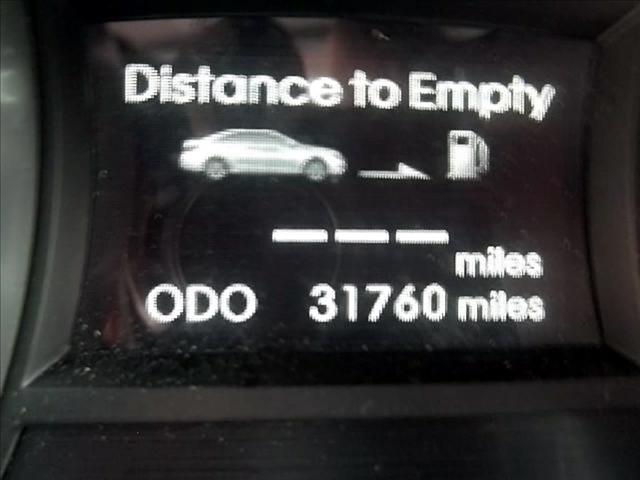 Distance to Empty
--- miles
ODO 31760 miles